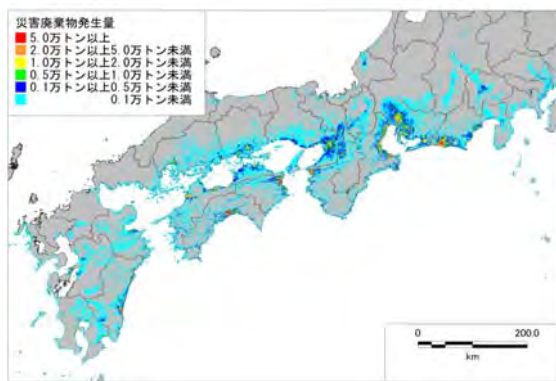 災害廃棄物発生量
5.0万トン以上
2.0万トン以上5.0万トン未満
1.0万トン以上2.0万トン未満
0.5万トン以上1.0万トン未満
0.1万トン以上0.5万トン未満
0.1万トン未満
0 200.0
km